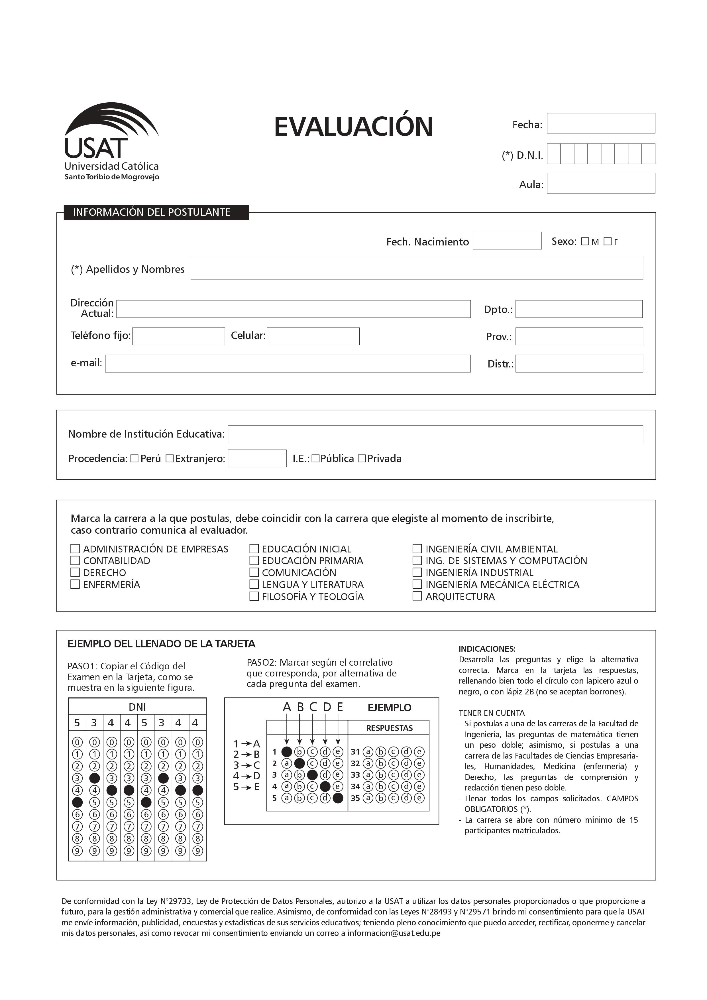 USAT
Universidad Católica
Santo Toribio de Mogrovejo
EVALUACIÓN
Fecha:
(*) D.N.I.
Aula:
INFORMACIÓN DEL POSTULANTE
Fech. Nacimiento
Sexo: M F
(*) Apellidos y Nombres
Dirección
Actual:
Dpto.:
Teléfono fijo:
Celular:
Prov.:
e-mail:
Distr.:
Nombre de Institución Educativa:
Procedencia: Perú Extranjero: I.E.: Pública Privada
Marca la carrera a la que postulas, debe coincidir con la carrera que elegiste al momento de inscribirte,
caso contrario comunica al evaluador.
ADMINISTRACIÓN DE EMPRESAS
CONTABILIDAD
DERECHO
ENFERMERÍA
EDUCACIÓN INICIAL
EDUCACIÓN PRIMARIA
COMUNICACIÓN
LENGUA Y LITERATURA
FILOSOFÍA Y TEOLOGÍA
INGENIERÍA CIVIL AMBIENTAL
ING. DE SISTEMAS Y COMPUTACIÓN
INGENIERÍA INDUSTRIAL
INGENIERÍA MECÁNICA ELÉCTRICA
ARQUITECTURA
EJEMPLO DEL LLENADO DE LA TARJETA
PASO1: Copiar el Código del
Examen en la Tarjeta, como se
muestra en la siguiente figura.
DNI
5 3 4 4 5 3 4 4
0 0 0 0 0 0 0 0
1 1 1 1 1 1 1 1
2 2 2 2 2 2 2 2
3 3 3 3 3 3
4 4 4 4
5 5 5 5 5 5
6 6 6 6 6 6 6 6
7 7 7 7 7 7 7 7
8 8 8 8 8 8 8 8
9 9 9 9 9 9 9 9
PASO2: Marcar según el correlativo
que corresponda, por alternativa de
cada pregunta del examen.
A B C D E EJEMPLO
RESPUESTAS
1 → A
2 → B
3 → C
4 → D
5 → E
1 b c d e 31 a b c d e
2 a c d e 32 a b c d e
3 a b d e 33 a b c d e
4 a b c e 34 a b c d e
5 a b c d 35 a b c d e
INDICACIONES:
Desarrolla las preguntas y elige la alternativa
correcta. Marca en la tarjeta las respuestas,
rellenando bien todo el círculo con lapicero azul o
negro, o con lápiz 2B (no se aceptan borrones).
TENER EN CUENTA
- Si postulas a una de las carreras de la Facultad de
Ingeniería, las preguntas de matemática tienen
un peso doble; asimismo, si postulas a una
carrera de las Facultades de Ciencias Empresaria-
les, Humanidades, Medicina (enfermería) y
Derecho, las preguntas de comprensión y
redacción tienen peso doble.
- Llenar todos los campos solicitados. CAMPOS
OBLIGATORIOS (*).
- La carrera se abre con número mínimo de 15
participantes matriculados.
De conformidad con la Ley N°29733, Ley de Protección de Datos Personales, autorizo a la USAT a utilizar los datos personales proporcionados o que proporcione a
futuro, para la gestión administrativa y comercial que realice. Asimismo, de conformidad con las Leyes N°28493 y N°29571 brindo mi consentimiento para que la USAT
me envíe información, publicidad, encuestas y estadísticas de sus servicios educativos; teniendo pleno conocimiento que puedo acceder, rectificar, oponerme y cancelar
mis datos personales, asi como revocar mi consentimiento enviando un correo a informacion@usat.edu.pe